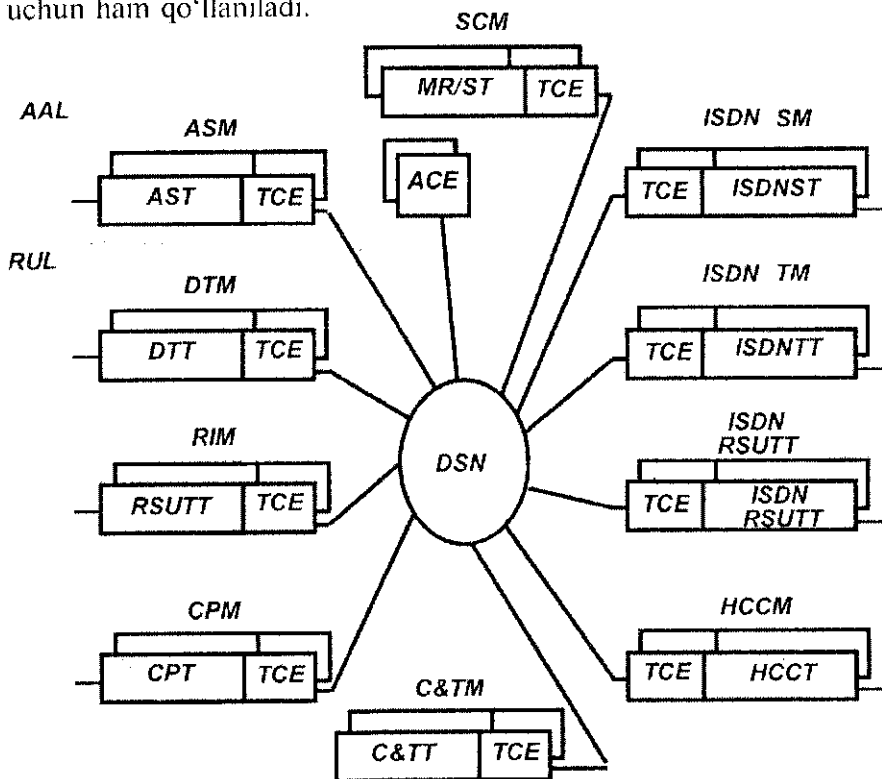 uchun ham qo‘llaniladi.
SCM
MR/ST TCE
AAL
ASM
AST TCE
ACE
ISDN SM
TCE ISDNST
RUL
DTM
DTT TCE
ISDN TM
TCE ISDNTT
RIM
RSUTT TCE
DSN
ISDN
RSUTT
TCE ISDN
RSUTT
CPM
CPT TCE
HCCM
TCE HCCT
C&TM
C&TT TCE